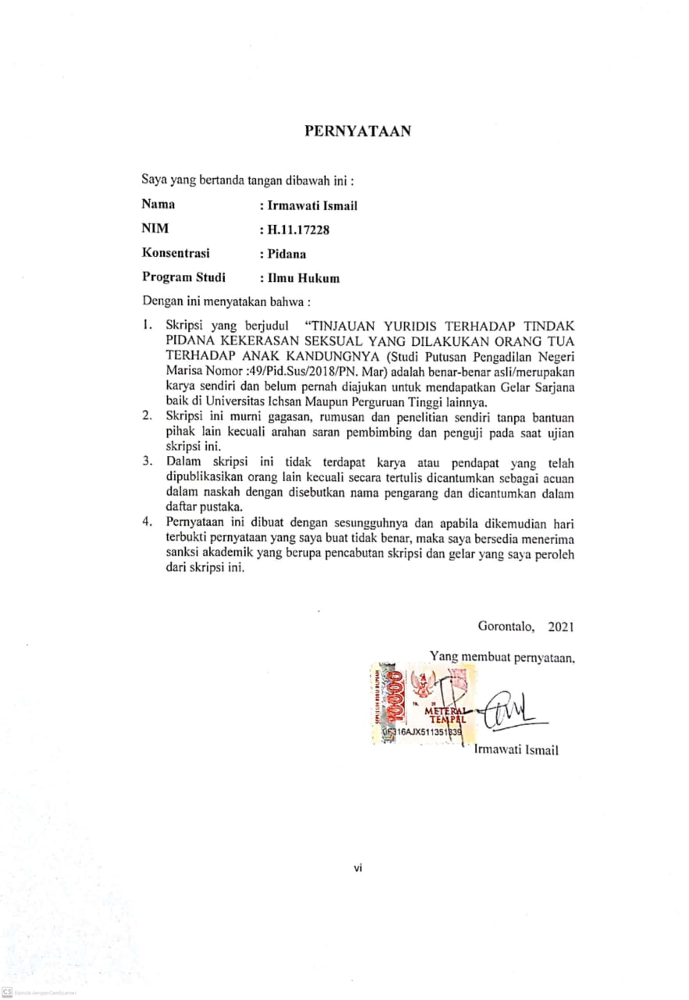 PERNYATAAN
Saya yang bertanda tangan dibawah ini :
Nama : Irmawati Ismail
NIM : H.11.17228
Konsentrasi : Pidana
Program Studi : Ilmu Hukum
Dengan ini menyatakan bahwa :
1. Skripsi yang berjudul “TINJAUAN YURIDIS TERHADAP TINDAK
PIDANA KEKERASAN SEKSUAL YANG DILAKUKAN ORANG TUA
TERHADAP ANAK KANDUNGNYA (Studi Putusan Pengadilan Negeri
Marisa Nomor :49/Pid.Sus/2018/PN. Mar) adalah benar-benar asli/merupakan
karya sendiri dan belum pernah diajukan untuk mendapatkan Gelar Sarjana
baik di Universitas Ichsan Maupun Perguruan Tinggi lainnya.
2. Skripsi ini murni gagasan, rumusan dan penelitian sendiri tanpa bantuan
pihak lain kecuali arahan saran pembimbing dan penguji pada saat ujian
skripsi ini.
3. Dalam skripsi ini tidak terdapat karya atau pendapat yang telah
dipublikasikan orang lain kecuali secara tertulis dicantumkan sebagai acuan
dalam naskah dengan disebutkan nama pengarang dan dicantumkan dalam
daftar pustaka.
4. Pernyataan ini dibuat dengan sesungguhnya dan apabila dikemudian hari
terbukti pernyataan yang saya buat tidak benar, maka saya bersedia menerima
sanksi akademik yang berupa pencabutan skripsi dan gelar yang saya peroleh
dari skripsi ini.
Gorontalo, 2021
Yang membuat pernyataan,
SEPULUH RIBU RUPIAH
10000
METERAI
TEMPEL
Irmawati Ismail
vi
CS Dipindai dengan CamScanner